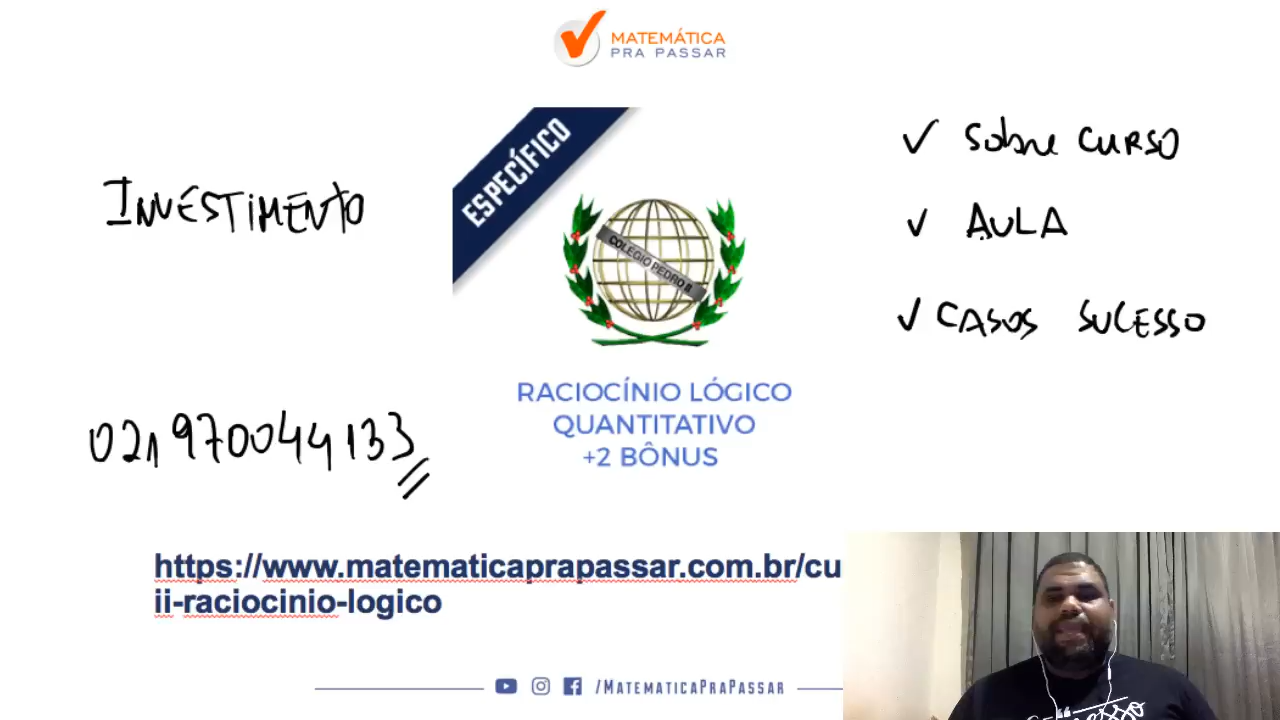 MATEMÁTICA
PRA PASSAR
ESPECÍFICO
COLÉGIO PEDRO II
INVESTIMENTO
✓ Sobre CURSO
✓ AULA
✓ CASOS SUCESSO
RACIOCÍNIO LÓGICO
QUANTITATIVO
+2 BÔNUS
021970044133
https://www.matematicaprapassar.com.br/cu
ii-raciocinio-logico
/MATEMATICAPRAPASSAR